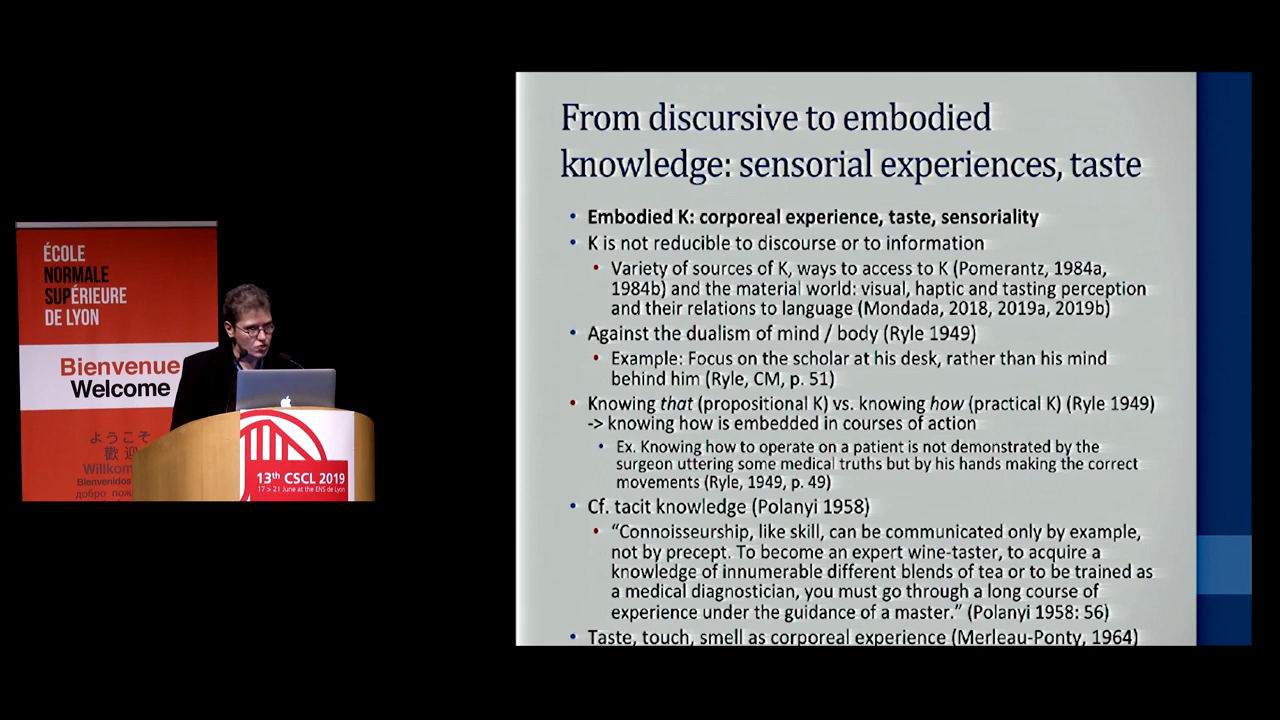 ÉCOLE
NORMALE
SUPÉRIEURE
DE LYON
Bienvenue
Welcome
ようこそ
歡迎
Willkom
Bienvenidos
добро пож
13th CSCL 2019
17 > 21 June at the ENS de Lyon
From discursive to embodied
knowledge: sensorial experiences, taste
• Embodied K: corporeal experience, taste, sensoriality
• K is not reducible to discourse or to information
• Variety of sources of K, ways to access to K (Pomerantz, 1984a,
1984b) and the material world: visual, haptic and tasting perception
and their relations to language (Mondada, 2018, 2019a, 2019b)
• Against the dualism of mind / body (Ryle 1949)
• Example: Focus on the scholar at his desk, rather than his mind
behind him (Ryle, CM, p. 51)
• Knowing that (propositional K) vs. knowing how (practical K) (Ryle 1949)
-> knowing how is embedded in courses of action
• Ex. Knowing how to operate on a patient is not demonstrated by the
surgeon uttering some medical truths but by his hands making the correct
movements (Ryle, 1949, p. 49)
• Cf. tacit knowledge (Polanyi 1958)
• “Connoisseurship, like skill, can be communicated only by example,
not by precept. To become an expert wine-taster, to acquire a
knowledge of innumerable different blends of tea or to be trained as
a medical diagnostician, you must go through a long course of
experience under the guidance of a master.” (Polanyi 1958: 56)
• Taste, touch, smell as corporeal experience (Merleau-Ponty, 1964)